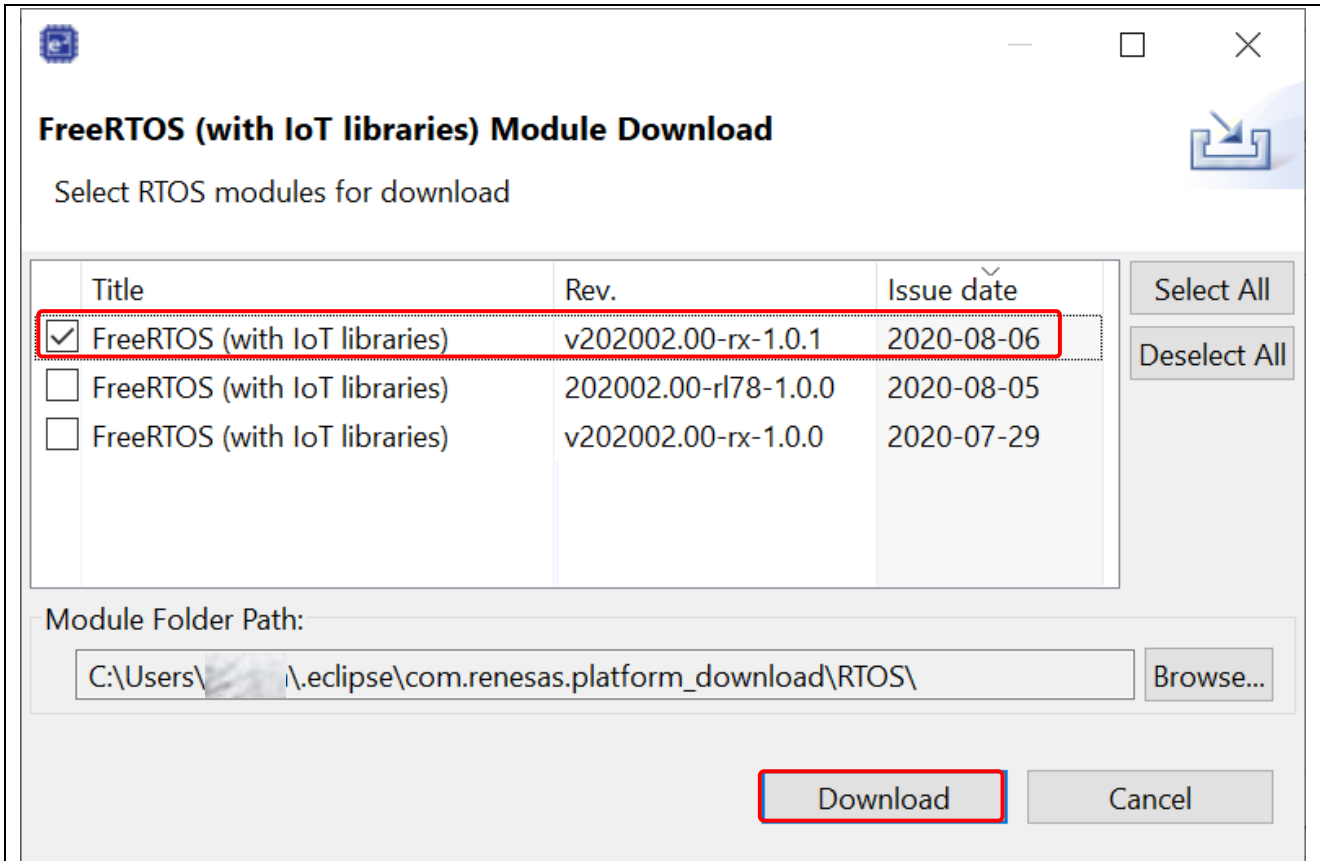 FreeRTOS (with IoT libraries) Module Download
Select RTOS modules for download
Title Rev. Issue date
FreeRTOS (with IoT libraries) v202002.00-rx-1.0.1 2020-08-06
FreeRTOS (with IoT libraries) 202002.00-rl78-1.0.0 2020-08-05
FreeRTOS (with IoT libraries) v202002.00-rx-1.0.0 2020-07-29
Select All
Deselect All
Module Folder Path:
C:\Users\ \.eclipse\com.renesas.platform_download\RTOS\
Browse...
Download Cancel